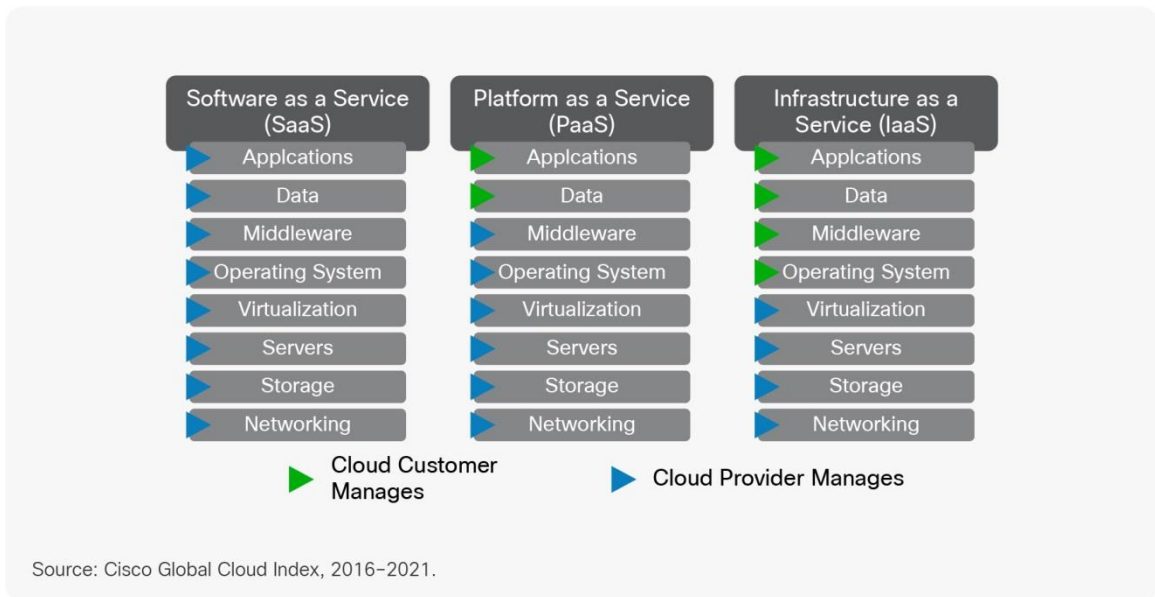 Software as a Service
(SaaS)
Platform as a Service
(PaaS)
Infrastructure as a
Service (IaaS)
Applcations
Applcations
Applcations
Data
Data
Data
Middleware
Middleware
Middleware
Operating System
Operating System
Operating System
Virtualization
Virtualization
Virtualization
Servers
Servers
Servers
Storage
Storage
Storage
Networking
Networking
Networking
Cloud Customer
Manages
Cloud Provider Manages
Source: Cisco Global Cloud Index, 2016–2021.